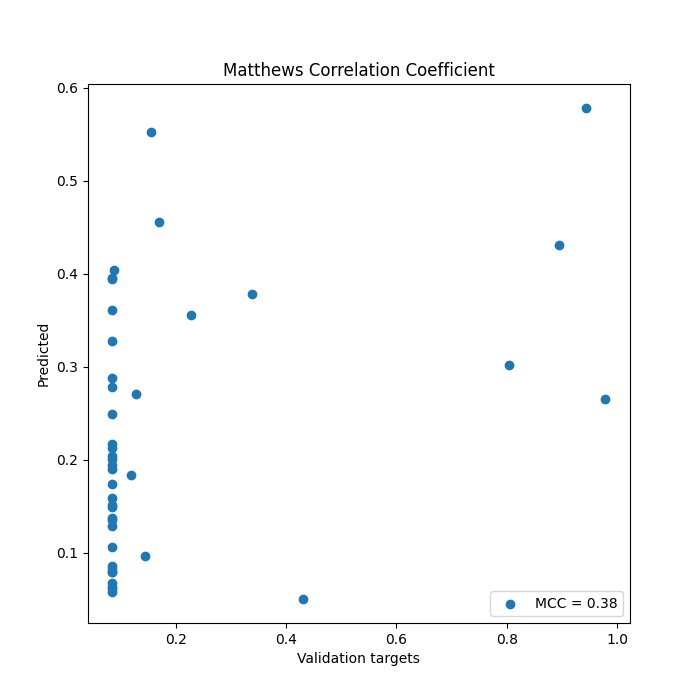 Matthews Correlation Coefficient
0.6
0.5
0.4
0.3
0.2
0.1
Predicted
MCC = 0.38
0.2 0.4 0.6 0.8 1.0
Validation targets